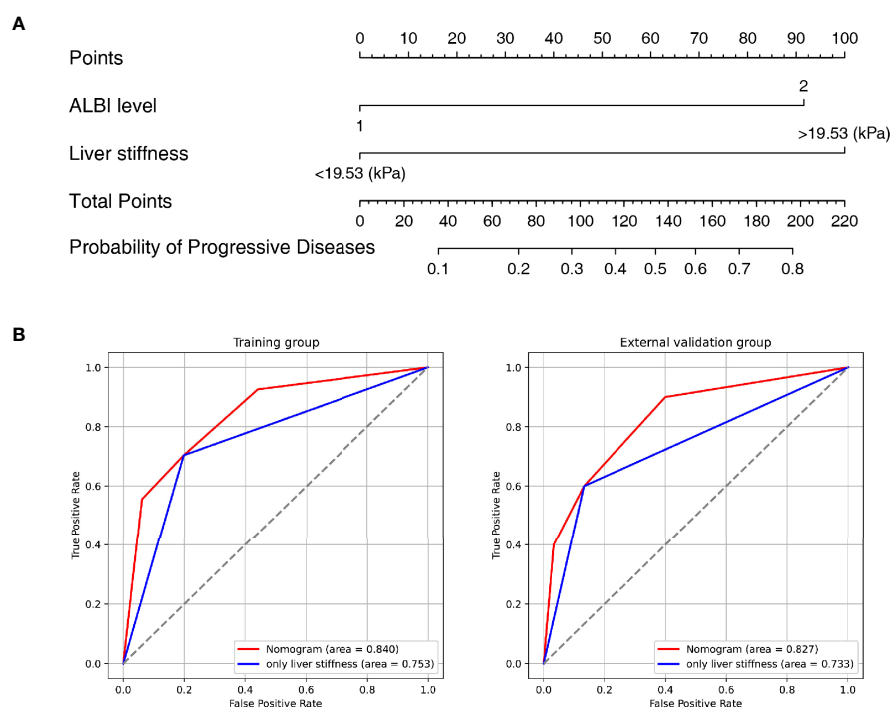 A
Points
0 10 20 30 40 50 60 70 80 90 100
ALBI level
1
2
Liver stiffness
<19.53 (kPa)
>19.53 (kPa)
Total Points
0 20 40 60 80 100 120 140 160 180 200 220
Probability of Progressive Diseases
0.1 0.2 0.3 0.4 0.5 0.6 0.7 0.8
B
Training group
True Positive Rate
1.0
0.8
0.6
0.4
0.2
0.0
0.0 0.2 0.4 0.6 0.8 1.0
False Positive Rate
Nomogram (area = 0.840)
only liver stiffness (area = 0.753)
External validation group
True Positive Rate
1.0
0.8
0.6
0.4
0.2
0.0
0.0 0.2 0.4 0.6 0.8 1.0
False Positive Rate
Nomogram (area = 0.827)
only liver stiffness (area = 0.733)